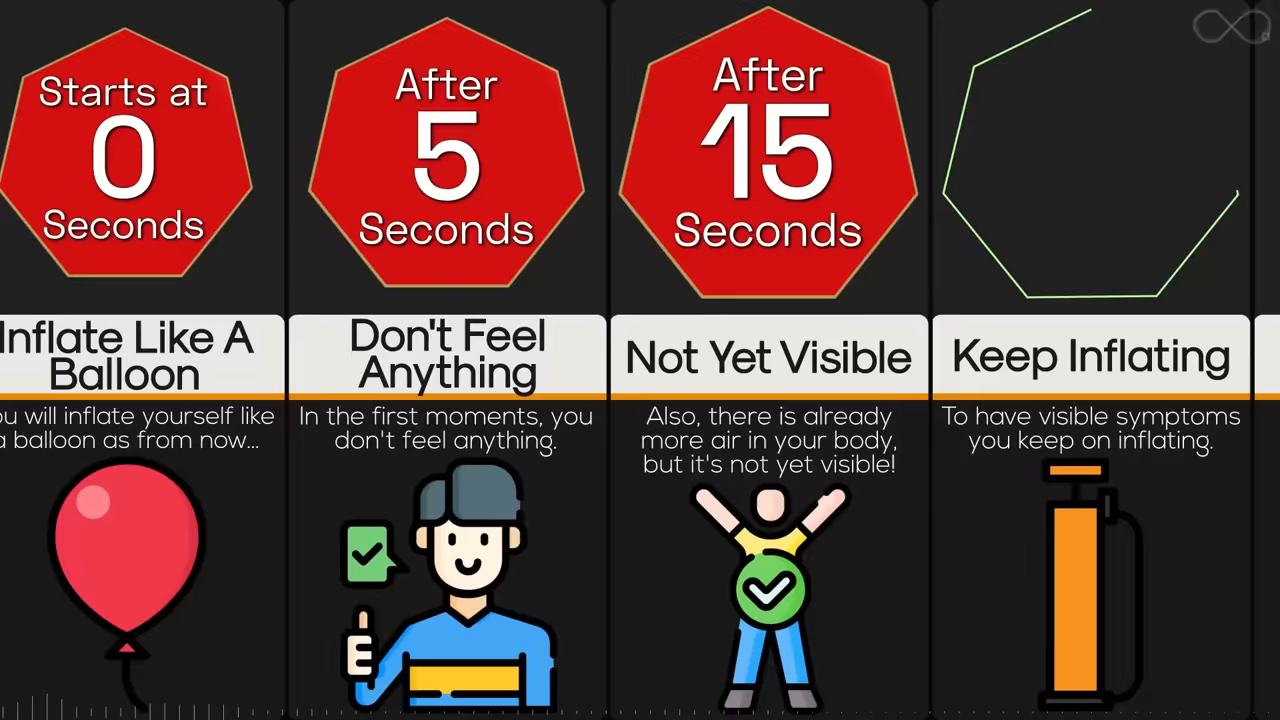 Starts at
0
Seconds
Inflate Like A
Balloon
ou will inflate yourself like
a balloon as from now...
After
5
Seconds
Don't Feel
Anything
In the first moments, you
don't feel anything.
After
15
Seconds
Not Yet Visible
Also, there is already
more air in your body,
but it's not yet visible!
Keep Inflating
To have visible symptoms
you keep on inflating.